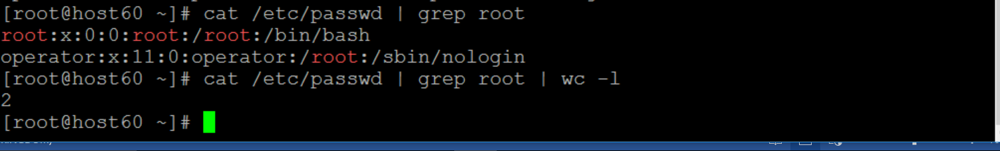 [root@host60 ~]# cat /etc/passwd | grep root
root:x:0:0:root:/root:/bin/bash
operator:x:11:0:operator:/root:/sbin/nologin
[root@host60 ~]# cat /etc/passwd | grep root | wc -l
2
[root@host60 ~]#